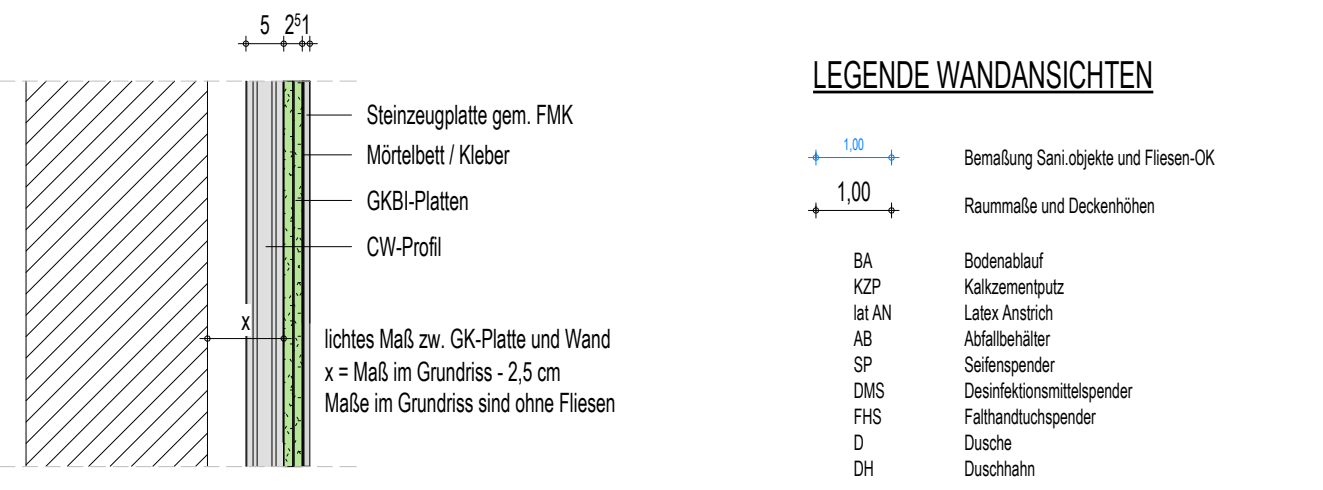 5 2⁵ 1
Steinzeugplatte gem. FMK
Mörtelbett / Kleber
GKBI-Platten
CW-Profil
x
lichtes Maß zw. GK-Platte und Wand
x = Maß im Grundriss - 2,5 cm
Maße im Grundriss sind ohne Fliesen
LEGENDE WANDANSICHTEN
1,00 Bemaßung Sani.objekte und Fliesen-OK
1,00 Raummaße und Deckenhöhen
BA Bodenablauf
KZP Kalkzementputz
lat AN Latex Anstrich
AB Abfallbehälter
SP Seifenspender
DMS Desinfektionsmittelspender
FHS Falthandtuchspender
D Dusche
DH Duschhahn